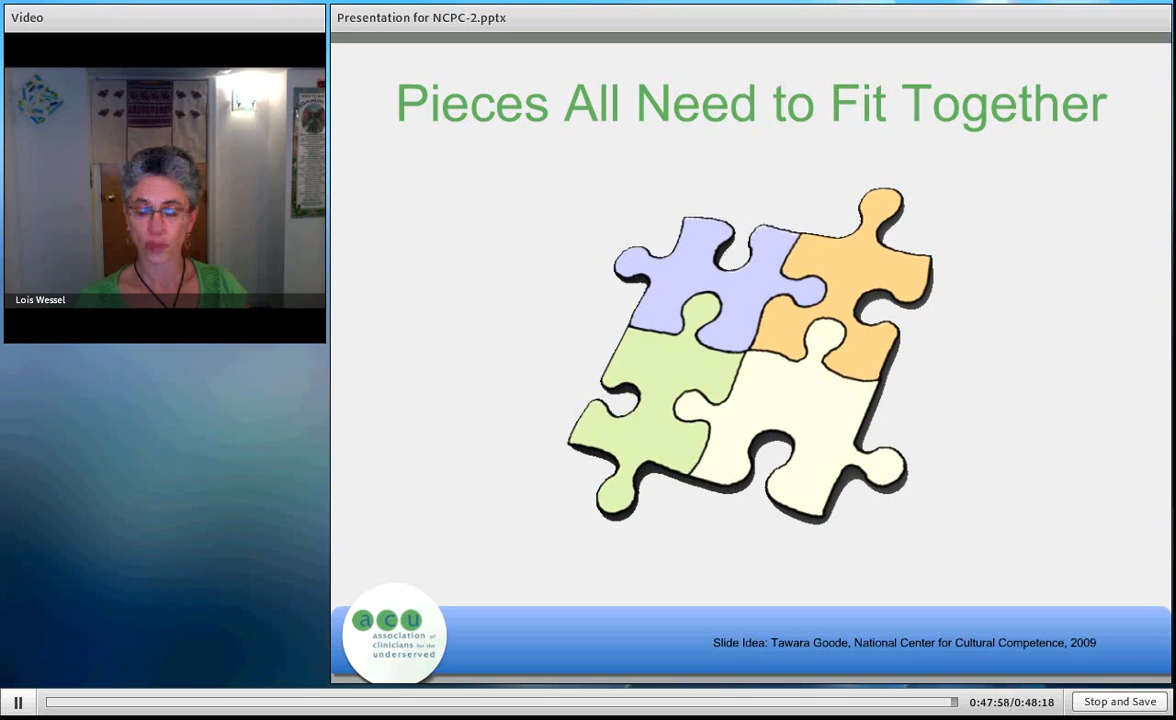 Video
Presentation for NCPC-2.pptx
Pieces All Need to Fit Together
Lois Wessel
acu
association of
clinicians for the
underserved
Slide Idea: Tawara Goode, National Center for Cultural Competence, 2009
0:47:58/0:48:18
Stop and Save